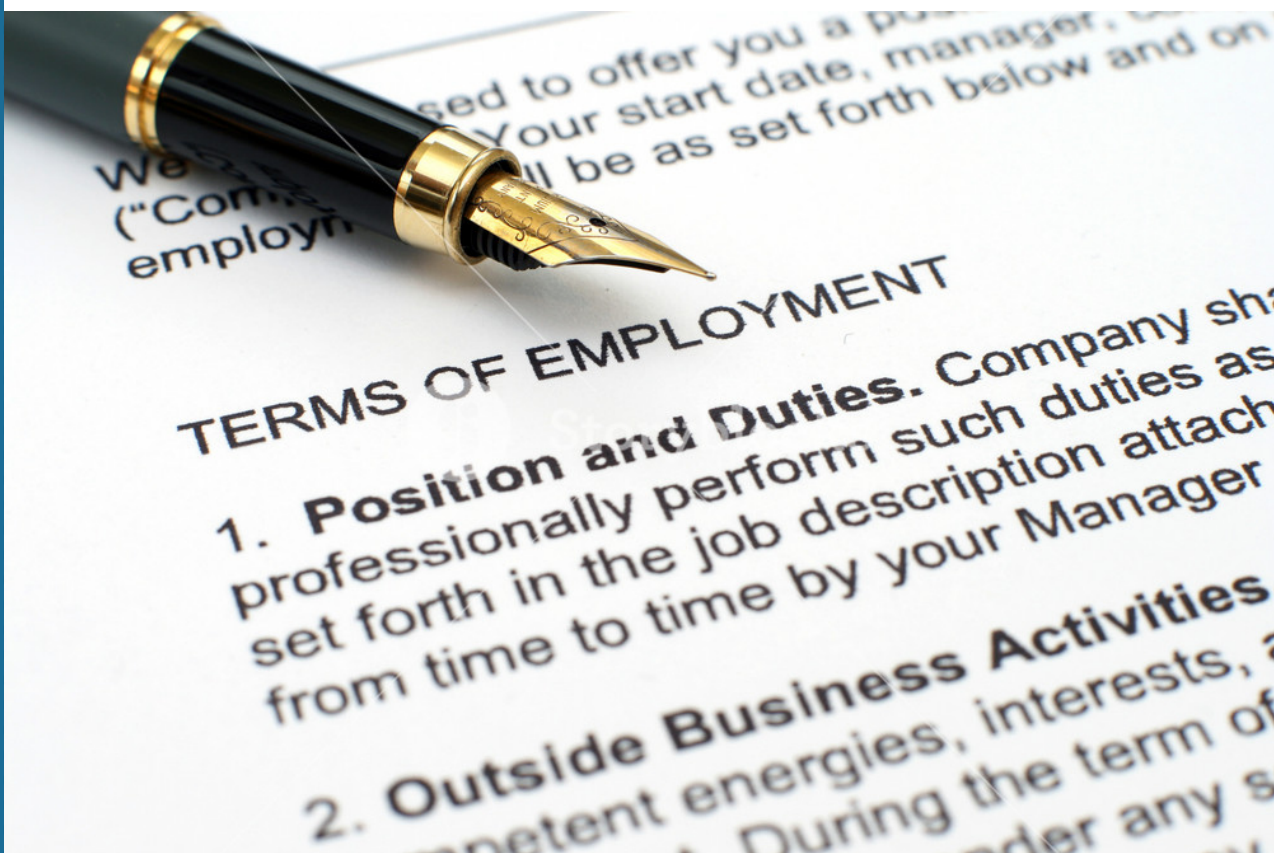 We sed to offer you a
("Com Your start date, manager,
employ ll be as set forth below and on
TERMS OF EMPLOYMENT
1. Position and Duties. Company sha
professionally perform such duties as
set forth in the job description attach
from time to time by your Manager
2. Outside Business Activities
mpetent energies, interests,
During the term of
der any s